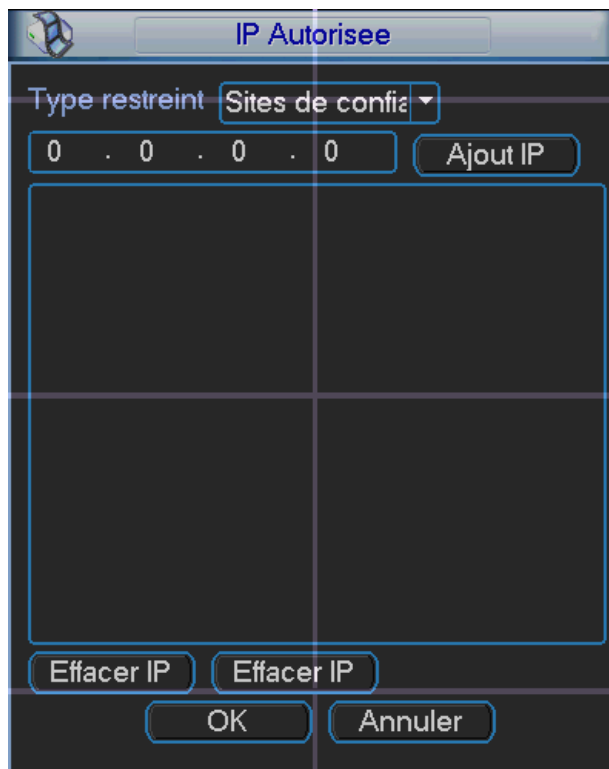 IP Autorisee
Type restreint Sites de confia
0 . 0 . 0 . 0 Ajout IP
Effacer IP Effacer IP
OK Annuler